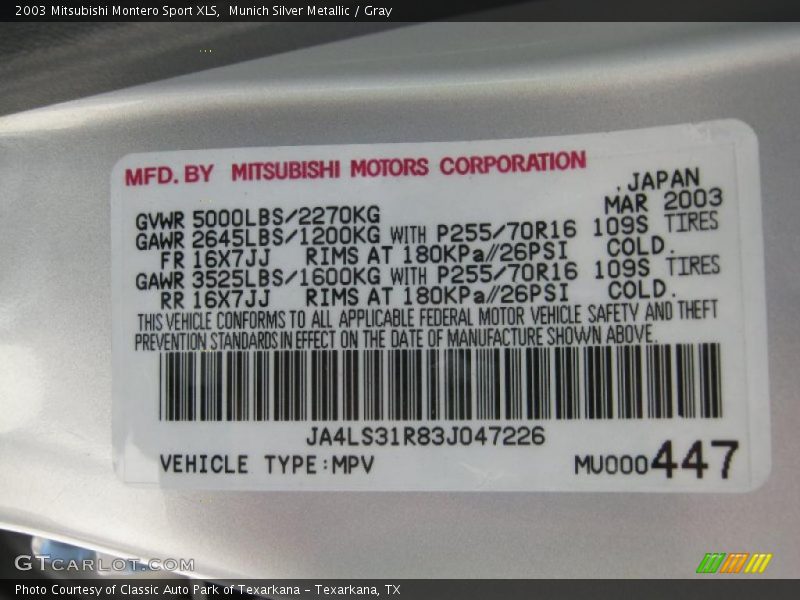 2003 Mitsubishi Montero Sport XLS,  Munich Silver Metallic / Gray
MFD. BY MITSUBISHI MOTORS CORPORATION
.JAPAN
GVWR 5000LBS/2270KG MAR 2003
GAWR 2645LBS/1200KG WITH P255/70R16 109S TIRES
FR 16X7JJ RIMS AT 180KPa//26PSI COLD.
GAWR 3525LBS/1600KG WITH P255/70R16 109S TIRES
RR 16X7JJ RIMS AT 180KPa//26PSI COLD.
THIS VEHICLE CONFORMS TO ALL APPLICABLE FEDERAL MOTOR VEHICLE SAFETY AND THEFT
PREVENTION STANDARDS IN EFFECT ON THE DATE OF MANUFACTURE SHOWN ABOVE.
JA4LS31R83J047226
VEHICLE TYPE:MPV MU000447
GTCARLOT.COM
Photo Courtesy of Classic Auto Park of Texarkana – Texarkana, TX